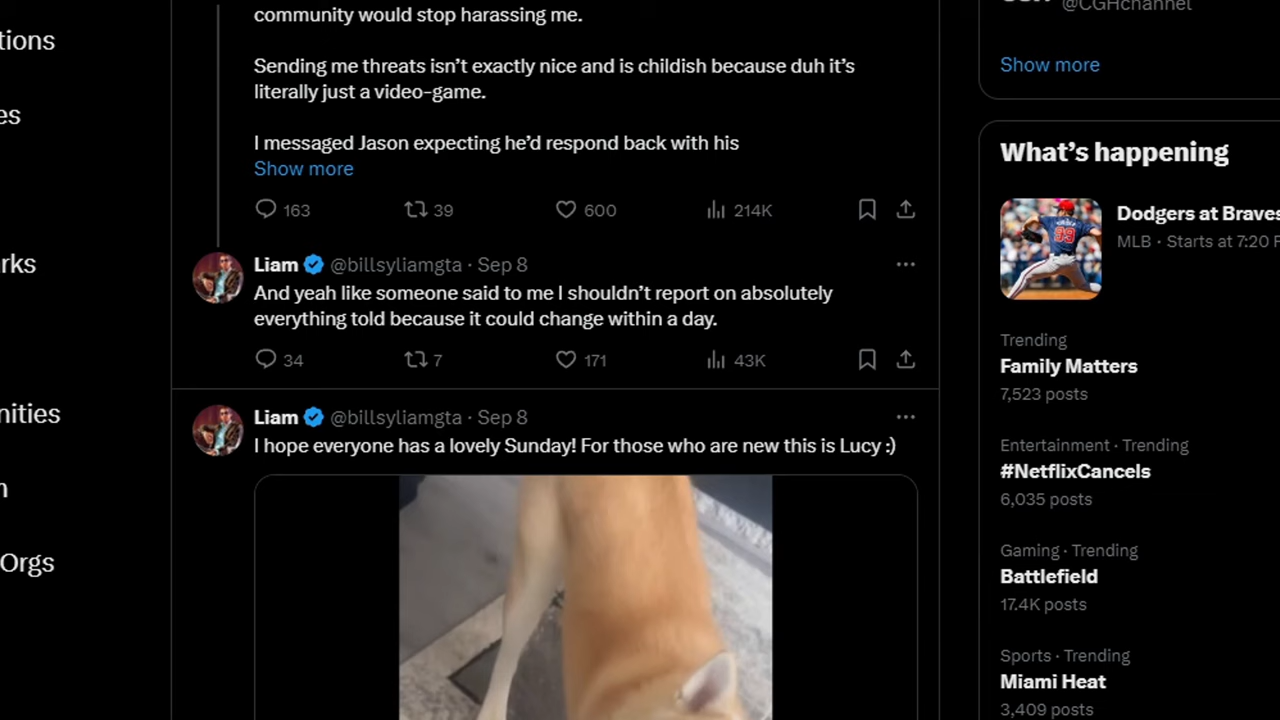 tions
es
rks
nities
n
Orgs
community would stop harassing me.
Sending me threats isn't exactly nice and is childish because duh it's
literally just a video-game.
I messaged Jason expecting he'd respond back with his
Show more
163 39 600 214K
Liam @billsyliamgta · Sep 8
And yeah like someone said to me I shouldn't report on absolutely
everything told because it could change within a day.
34 7 171 43K
Liam @billsyliamgta · Sep 8
I hope everyone has a lovely Sunday! For those who are new this is Lucy :)
@CGHchannel
Show more
What's happening
Dodgers at Braves
MLB · Starts at 7:20 P
Trending
Family Matters
7,523 posts
Entertainment · Trending
#NetflixCancels
6,035 posts
Gaming · Trending
Battlefield
17.4K posts
Sports · Trending
Miami Heat
3,409 posts